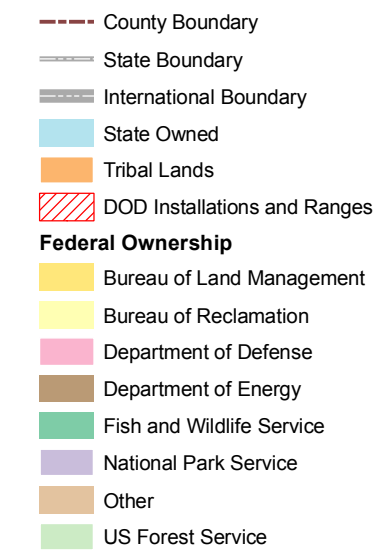 County Boundary
State Boundary
International Boundary
State Owned
Tribal Lands
DOD Installations and Ranges
Federal Ownership
Bureau of Land Management
Bureau of Reclamation
Department of Defense
Department of Energy
Fish and Wildlife Service
National Park Service
Other
US Forest Service